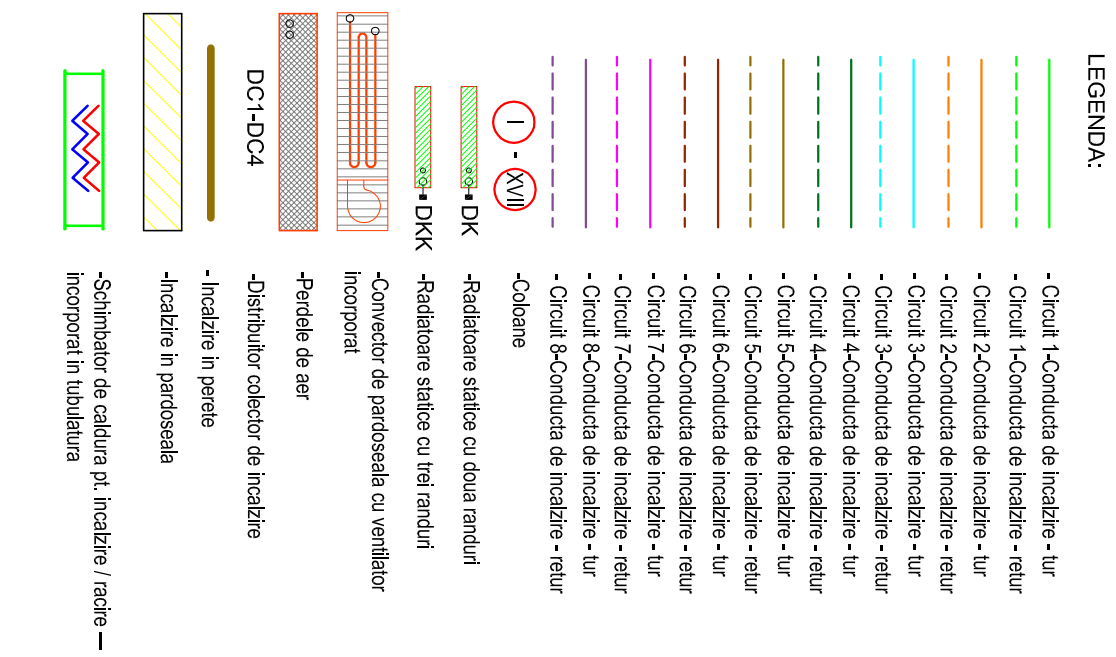 LEGENDA:
- Circuit 1-Conducta de incalzire - tur
- Circuit 1-Conducta de incalzire - retur
- Circuit 2-Conducta de incalzire - tur
- Circuit 2-Conducta de incalzire - retur
- Circuit 3-Conducta de incalzire - tur
- Circuit 3-Conducta de incalzire - retur
- Circuit 4-Conducta de incalzire - tur
- Circuit 4-Conducta de incalzire - retur
- Circuit 5-Conducta de incalzire - tur
- Circuit 5-Conducta de incalzire - retur
- Circuit 6-Conducta de incalzire - tur
- Circuit 6-Conducta de incalzire - retur
- Circuit 7-Conducta de incalzire - tur
- Circuit 7-Conducta de incalzire - retur
- Circuit 8-Conducta de incalzire - tur
- Circuit 8-Conducta de incalzire - retur
I - XVII -Coloane
DK -Radiatoare statice cu doua randuri
DKK -Radiatoare statice cu trei randuri
-Convector de pardoseala cu ventilator
incorporat
-Perdele de aer
DC1-DC4 -Distribuitor colector de incalzire
- Incalzire in perete
-Incalzire in pardoseala
-Schimbator de caldura pt. incalzire / racire
incorporat in tubulatura